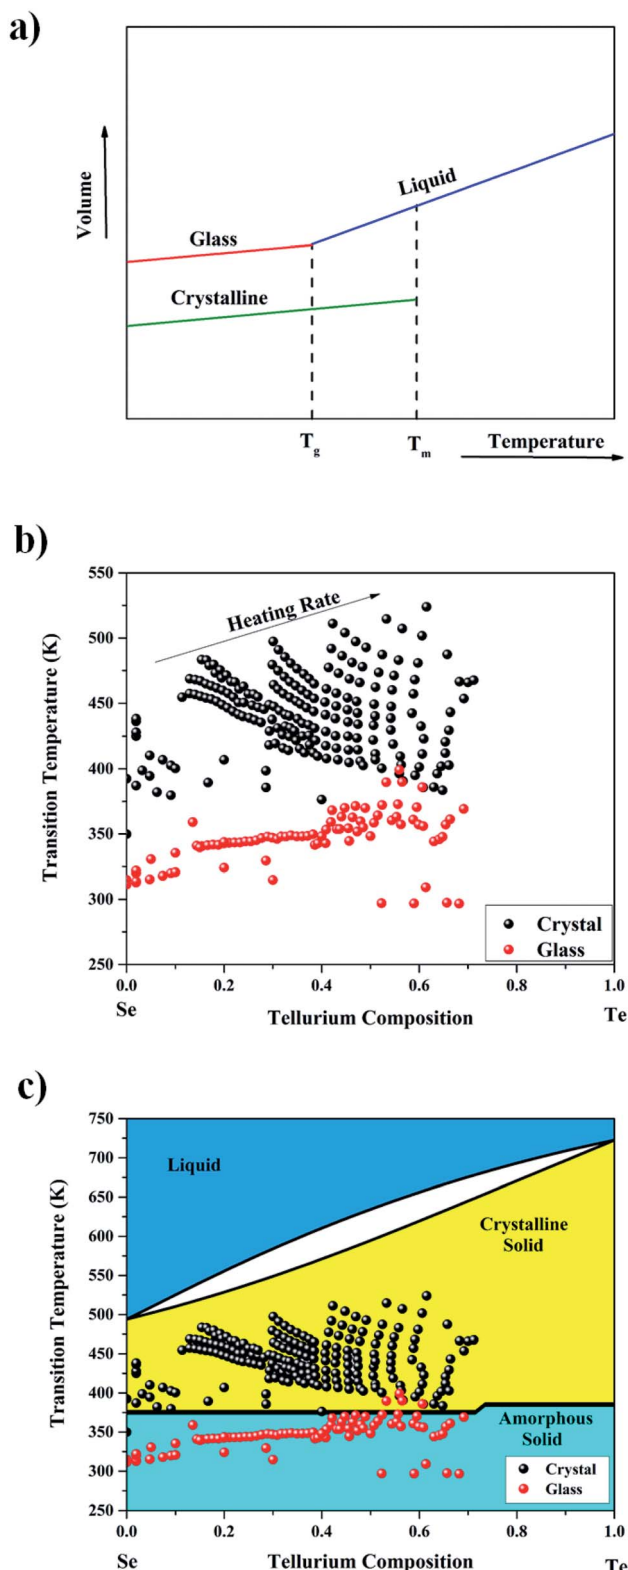 a)
Volume
Liquid
Glass
Crystalline
T_g
T_m
Temperature
b)
Transition Temperature (K)
550
500
450
400
350
300
250
Heating Rate
Crystal
Glass
0.0
0.2
0.4
0.6
0.8
1.0
Se
Tellurium Composition
Te
c)
Transition Temperature (K)
750
700
650
600
550
500
450
400
350
300
250
Liquid
Crystalline
Solid
Amorphous
Solid
Crystal
Glass
0.0
0.2
0.4
0.6
0.8
1.0
Se
Tellurium Composition
Te